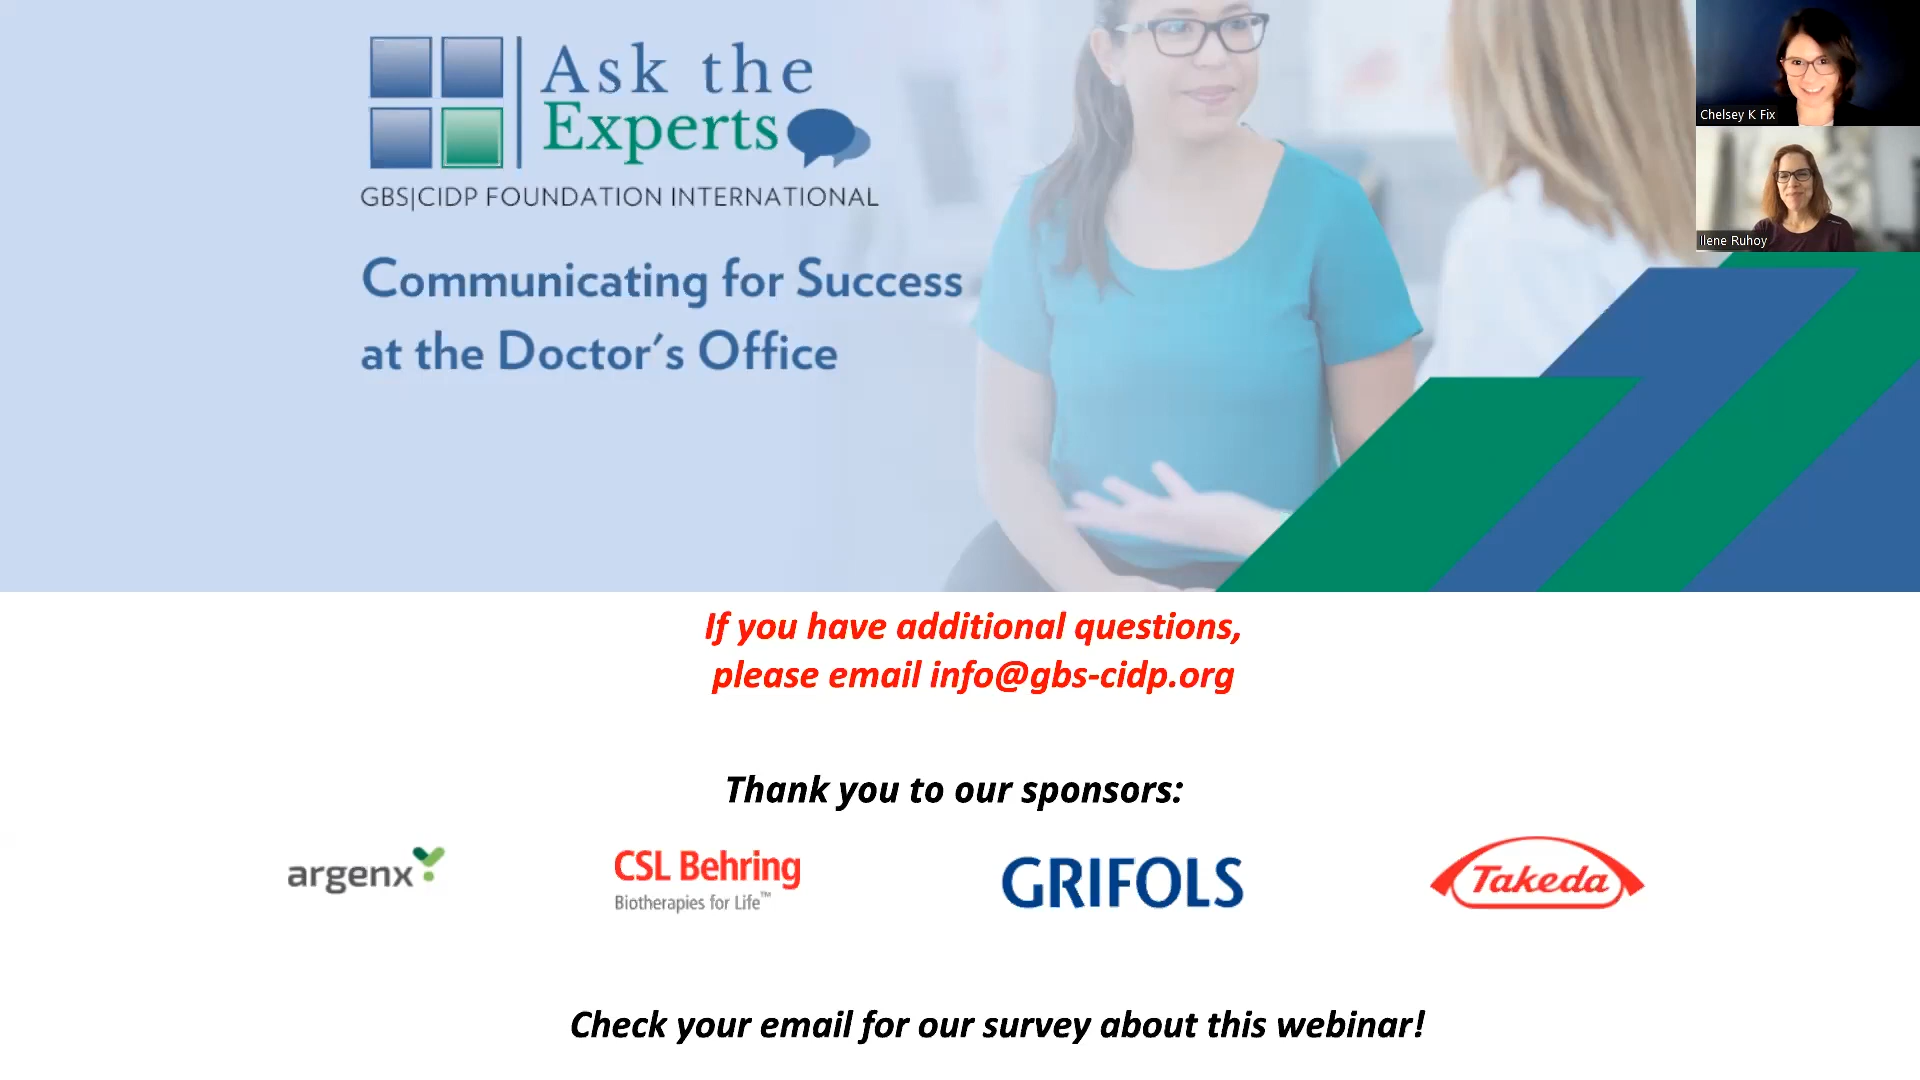 Ask the
Experts
GBS|CIDP FOUNDATION INTERNATIONAL
Communicating for Success
at the Doctor's Office
Chelsey K Fix
Ilene Ruhoy
If you have additional questions,
please email info@gbs-cidp.org
Thank you to our sponsors:
argenx
CSL Behring
Biotherapies for Life™
GRIFOLS
Takeda
Check your email for our survey about this webinar!